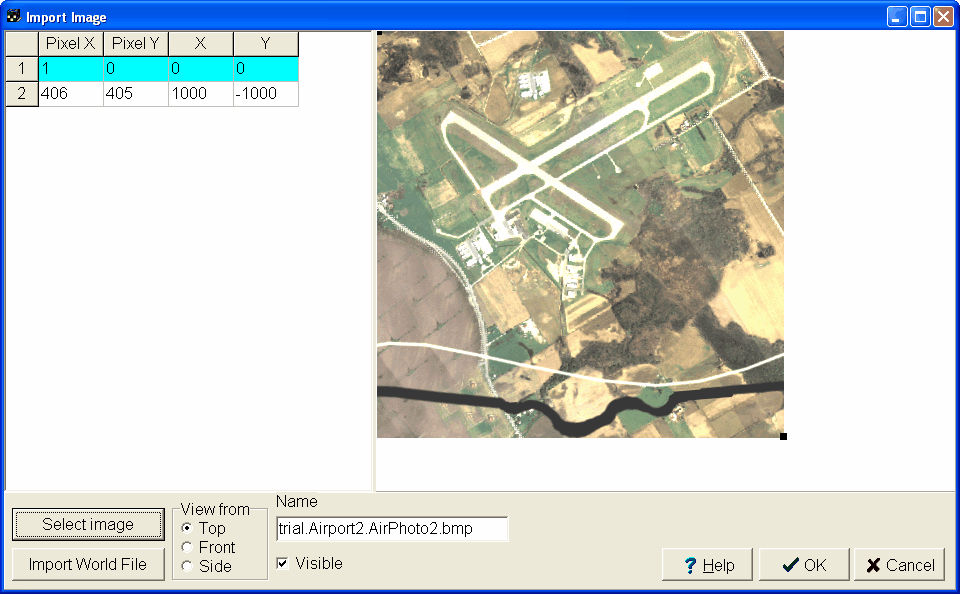 Import Image
Pixel X Pixel Y X Y
1 1 0 0 0
2 406 405 1000 -1000
Name
View from
Select image
Top
trial.Airport2.AirPhoto2.bmp
Front
Import World File
Side
Visible
Help
OK
Cancel